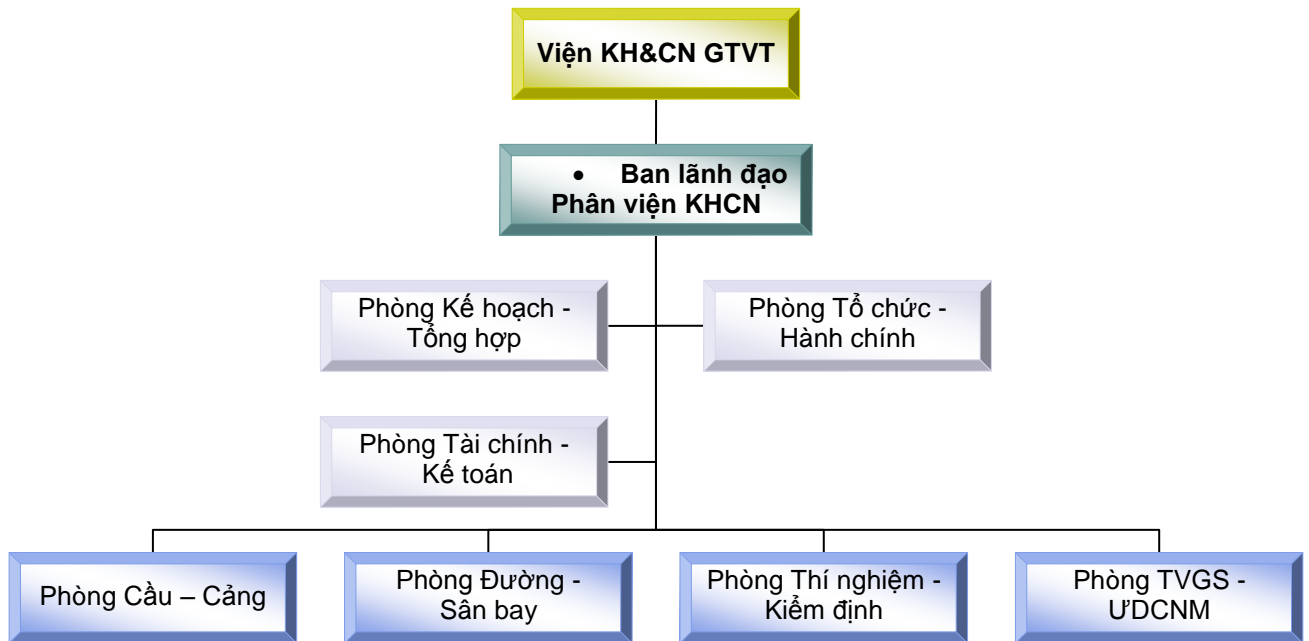 Viện KH&CN GTVT
• Ban lãnh đạo
Phân viện KHCN
Phòng Kế hoạch -
Tổng hợp
Phòng Tổ chức -
Hành chính
Phòng Tài chính -
Kế toán
Phòng Cầu – Cảng
Phòng Đường -
Sân bay
Phòng Thí nghiệm -
Kiểm định
Phòng TVGS -
ƯDCNM